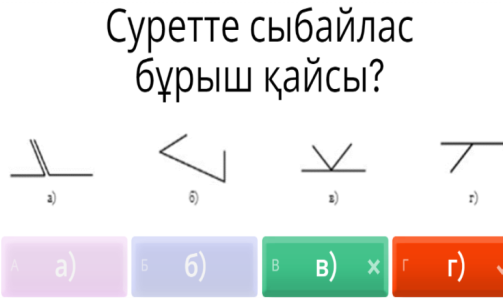 Суретте сыбайлас
бұрыш қайсы?
а) б) в) г)
А а) Б б) В в) Г г)